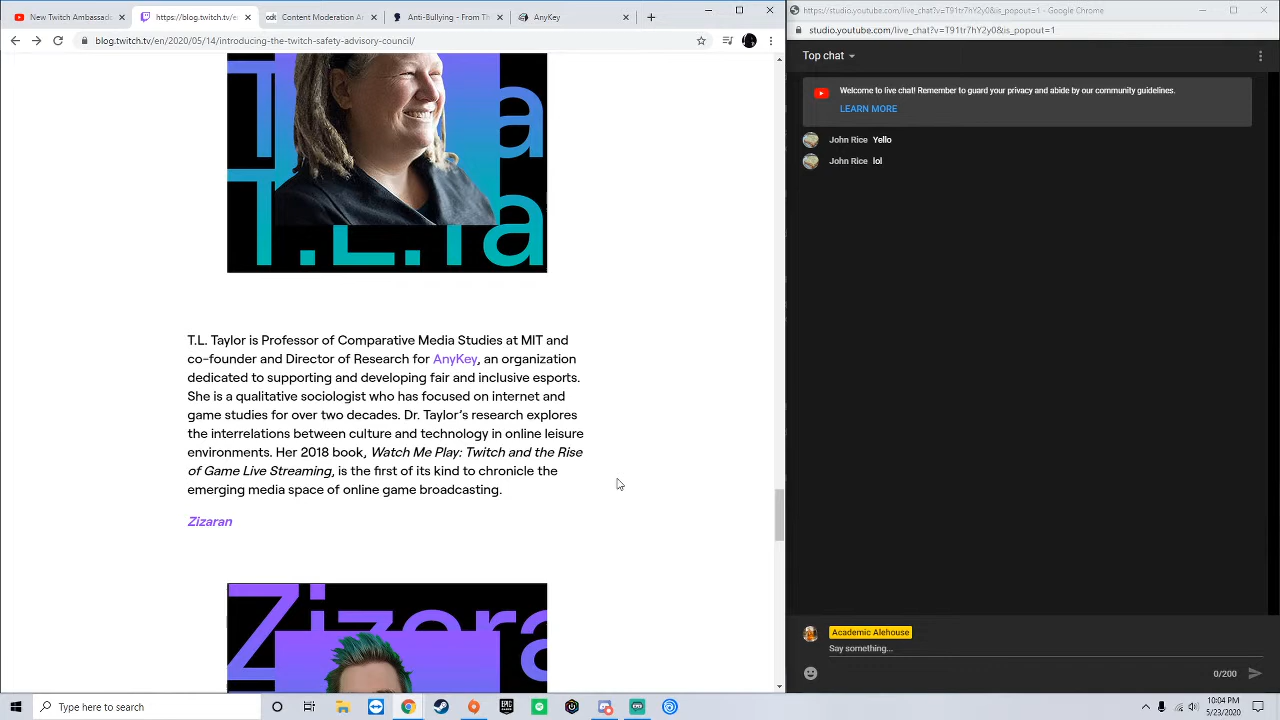 New Twitch Ambassado
https://blog.twitch.tv/en
Content Moderation A
Anti-Bullying - From Th
AnyKey
blog.twitch.tv/en/2020/05/14/introducing-the-twitch-safety-advisory-council/
T.L.Ta
T.L. Taylor is Professor of Comparative Media Studies at MIT and
co-founder and Director of Research for AnyKey, an organization
dedicated to supporting and developing fair and inclusive esports.
She is a qualitative sociologist who has focused on internet and
game studies for over two decades. Dr. Taylor’s research explores
the interrelations between culture and technology in online leisure
environments. Her 2018 book, Watch Me Play: Twitch and the Rise
of Game Live Streaming, is the first of its kind to chronicle the
emerging media space of online game broadcasting.
Zizaran
Zizara
https://studio.youtube.com/live_chat?v=T91tr7hY2y0&is_popout=1 - Google Chrome
studio.youtube.com/live_chat?v=T91tr7hY2y0&is_popout=1
Top chat
Welcome to live chat! Remember to guard your privacy and abide by our community guidelines.
LEARN MORE
John Rice Yello
John Rice lol
Academic Alehouse
Say something...
0/200
Type here to search
EPIC
10:04 PM
5/23/2020